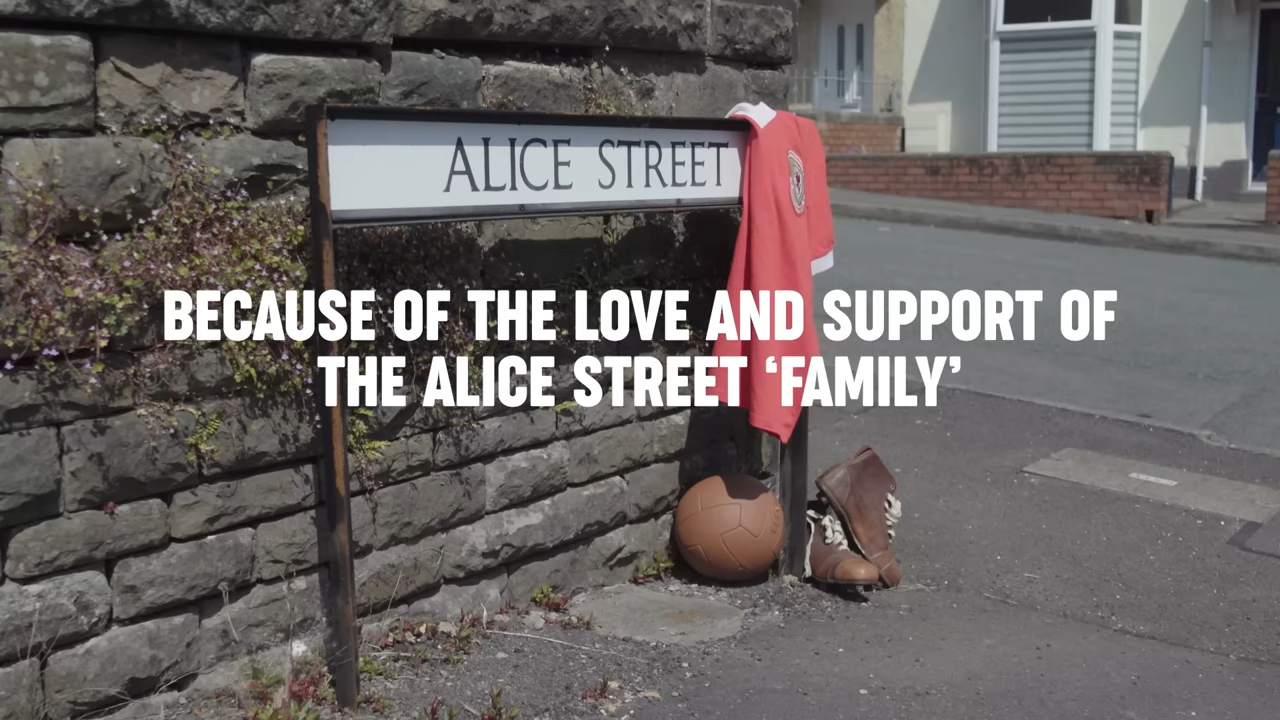 ALICE STREET
BECAUSE OF THE LOVE AND SUPPORT OF
THE ALICE STREET ‘FAMILY’